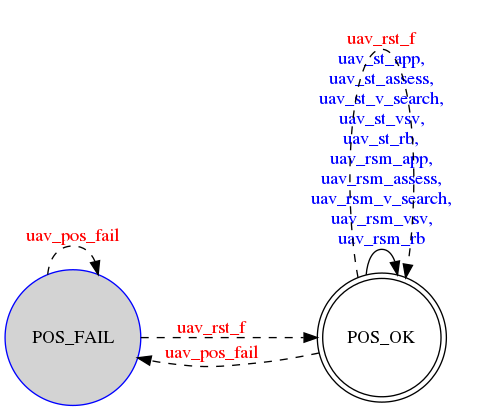 uav_rst_f
uav_st_app,
uav_st_assess,
uav_st_v_search,
uav_st_vsv,
uav_st_rb,
uav_rsm_app,
uav_rsm_assess,
uav_rsm_v_search,
uav_rsm_vsv,
uav_rsm_rb
uav_pos_fail
POS_FAIL
uav_rst_f
uav_pos_fail
POS_OK